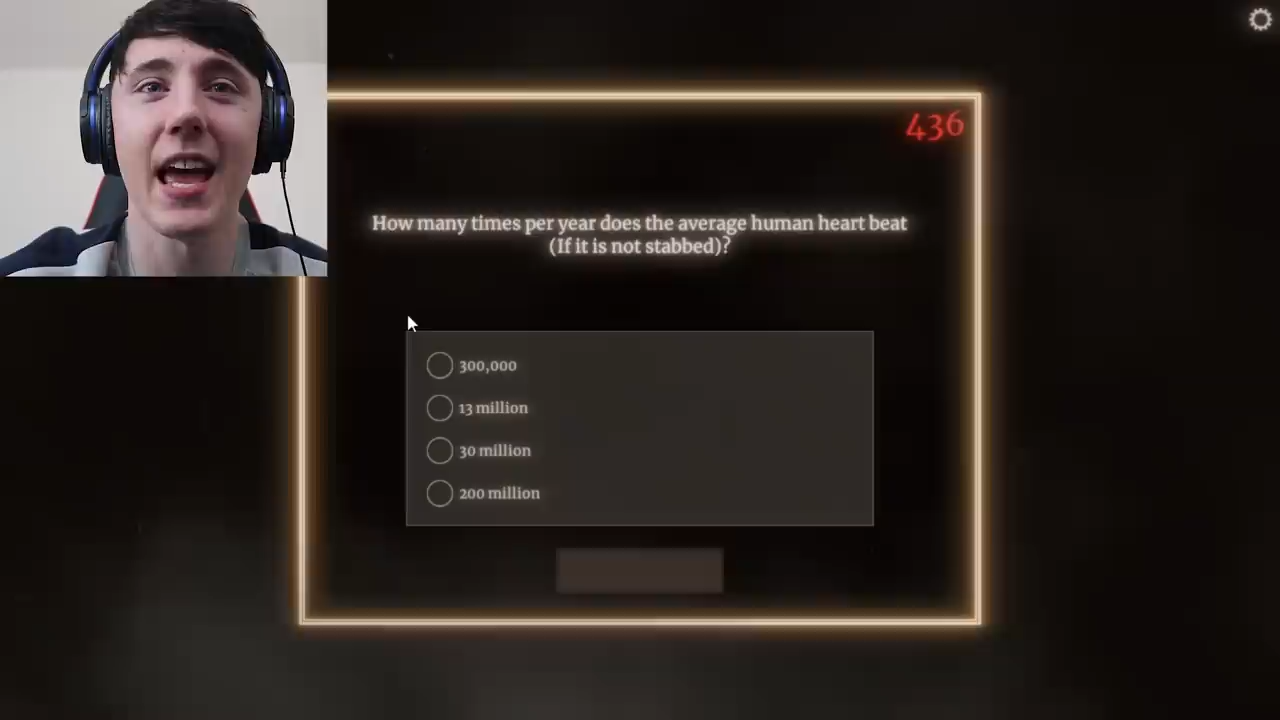 436
How many times per year does the average human heart beat
(If it is not stabbed)?
300,000
13 million
30 million
200 million